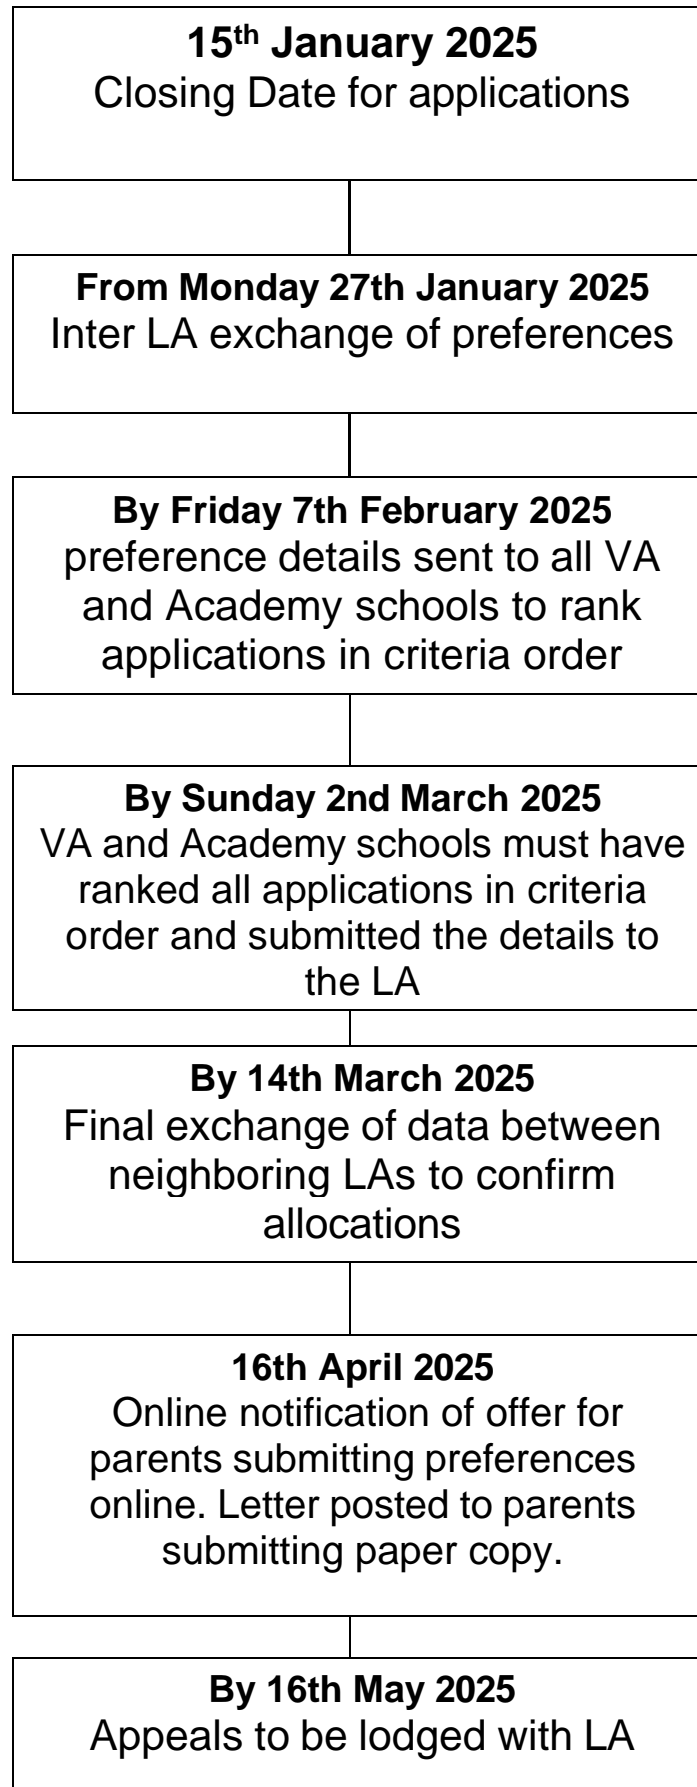 15th January 2025
Closing Date for applications
From Monday 27th January 2025
Inter LA exchange of preferences
By Friday 7th February 2025
preference details sent to all VA
and Academy schools to rank
applications in criteria order
By Sunday 2nd March 2025
VA and Academy schools must have
ranked all applications in criteria
order and submitted the details to
the LA
By 14th March 2025
Final exchange of data between
neighboring LAs to confirm
allocations
16th April 2025
Online notification of offer for
parents submitting preferences
online. Letter posted to parents
submitting paper copy.
By 16th May 2025
Appeals to be lodged with LA